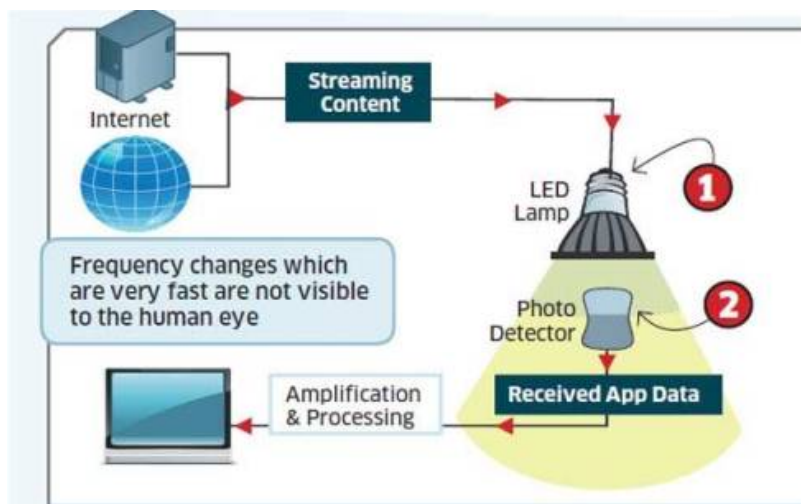 Streaming
Content
Internet
LED
Lamp
1
Frequency changes which
are very fast are not visible
to the human eye
Photo
Detector
2
Amplification
& Processing
Received App Data